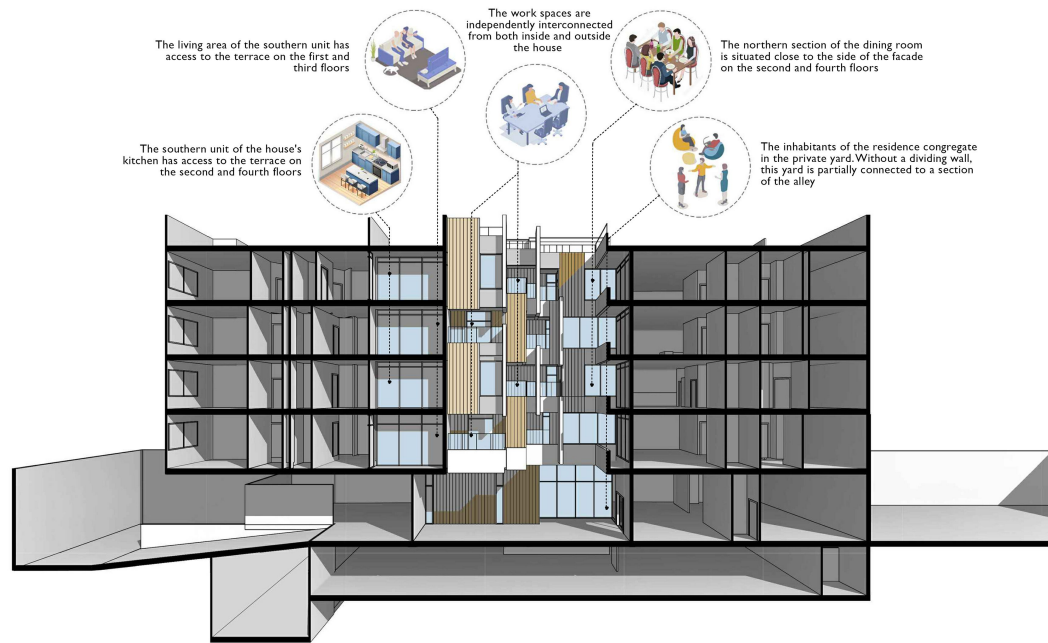 The living area of the southern unit has
access to the terrace on the first and
third floors
The work spaces are
independently interconnected
from both inside and outside
the house
The northern section of the dining room
is situated close to the side of the facade
on the second and fourth floors
The southern unit of the house's
kitchen has access to the terrace on
the second and fourth floors
The inhabitants of the residence congregate
in the private yard. Without a dividing wall,
this yard is partially connected to a section
of the alley